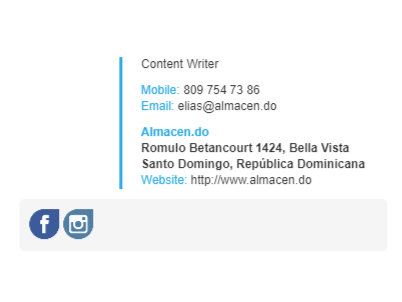 Content Writer
Mobile: 809 754 73 86
Email: elias@almacen.do
Almacen.do
Romulo Betancourt 1424, Bella Vista
Santo Domingo, República Dominicana
Website: http://www.almacen.do